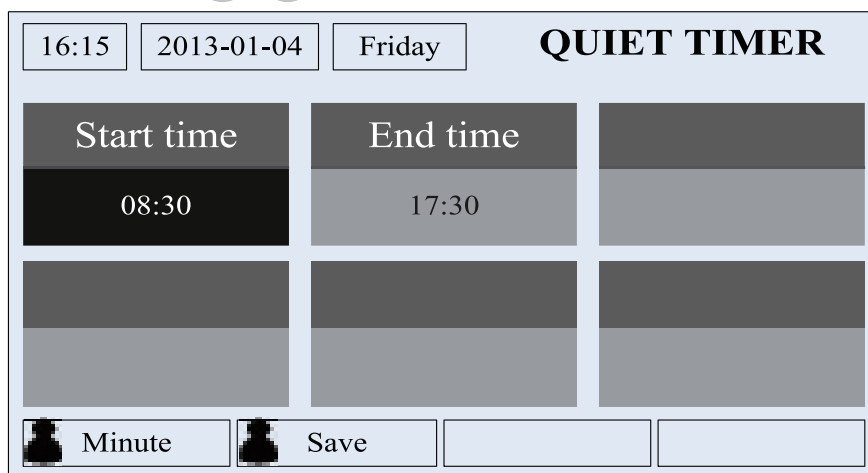 16:15 2013-01-04 Friday QUIET TIMER
Start time End time
08:30 17:30
Minute Save